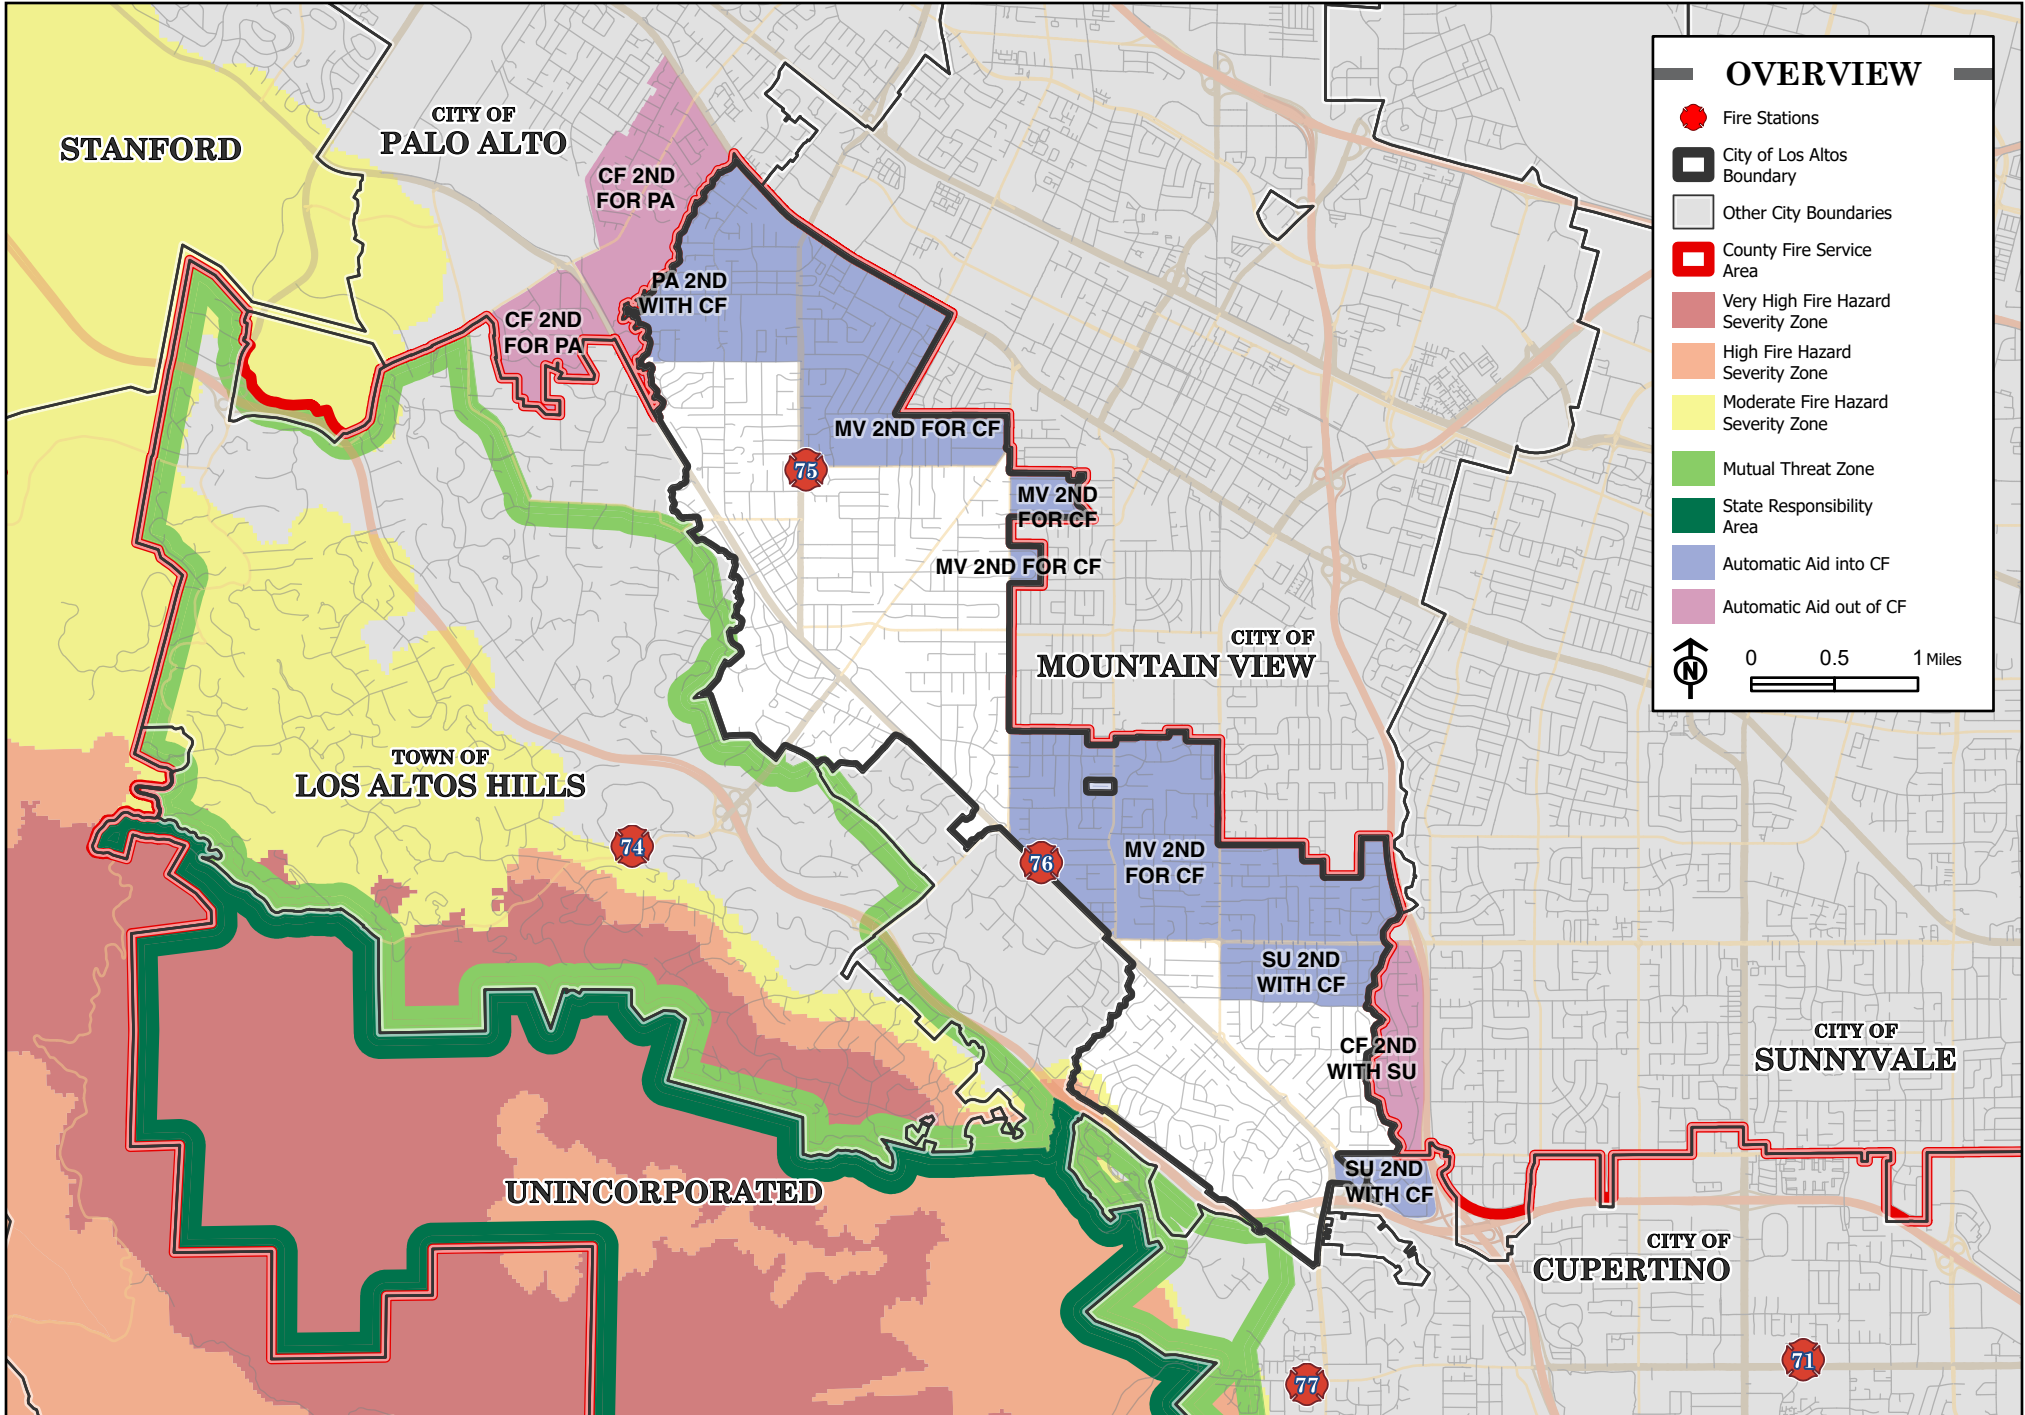 STANFORD
CITY OF
PALO ALTO
CF 2ND
FOR PA
CF 2ND
FOR PA
PA 2ND
WITH CF
MV 2ND FOR CF
75
MV 2ND
FOR CF
MV 2ND FOR CF
CITY OF
MOUNTAIN VIEW
TOWN OF
LOS ALTOS HILLS
74
76
MV 2ND
FOR CF
SU 2ND
WITH CF
CF 2ND
WITH SU
CITY OF
SUNNYVALE
SU 2ND
WITH CF
UNINCORPORATED
CITY OF
CUPERTINO
77
71
OVERVIEW
Fire Stations
City of Los Altos
Boundary
Other City Boundaries
County Fire Service
Area
Very High Fire Hazard
Severity Zone
High Fire Hazard
Severity Zone
Moderate Fire Hazard
Severity Zone
Mutual Threat Zone
State Responsibility
Area
Automatic Aid into CF
Automatic Aid out of CF
N
0 0.5 1 Miles